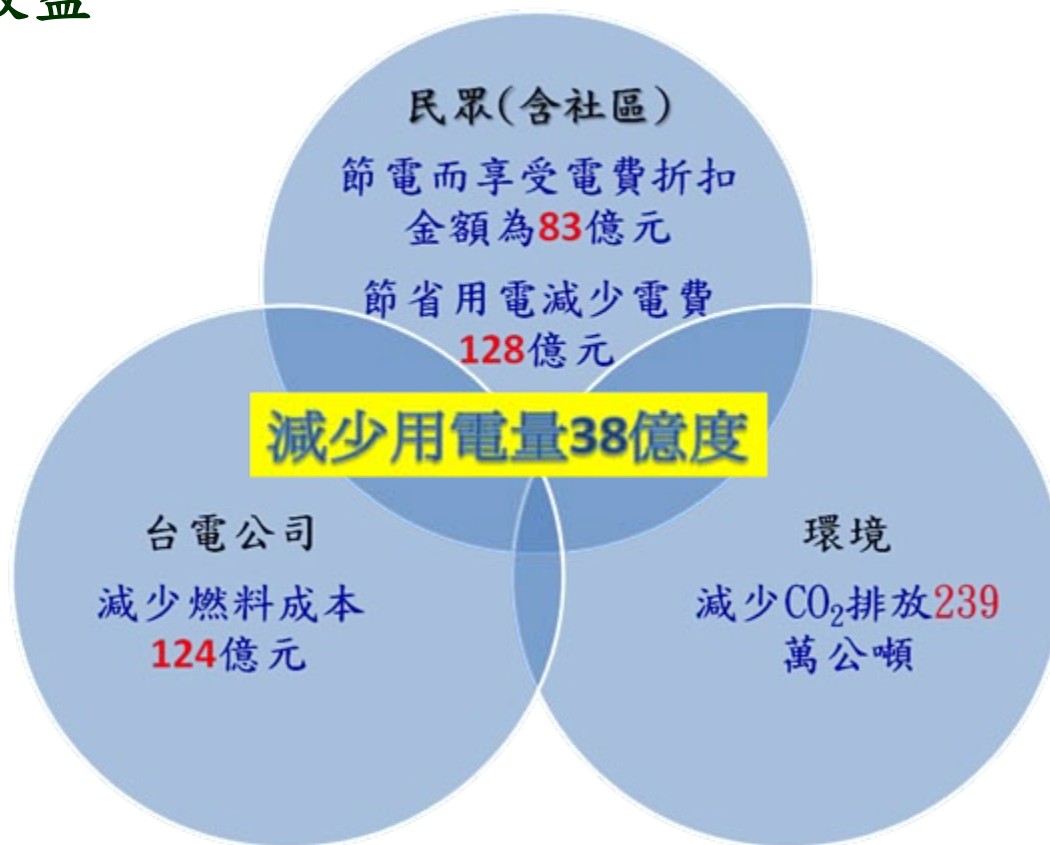 益
民眾(含社區)
節電而享受電費折扣
金額為83億元
節省用電減少電費
128億元
減少用電量38億度
台電公司
減少燃料成本
124億元
環境
減少CO₂排放239
萬公噸